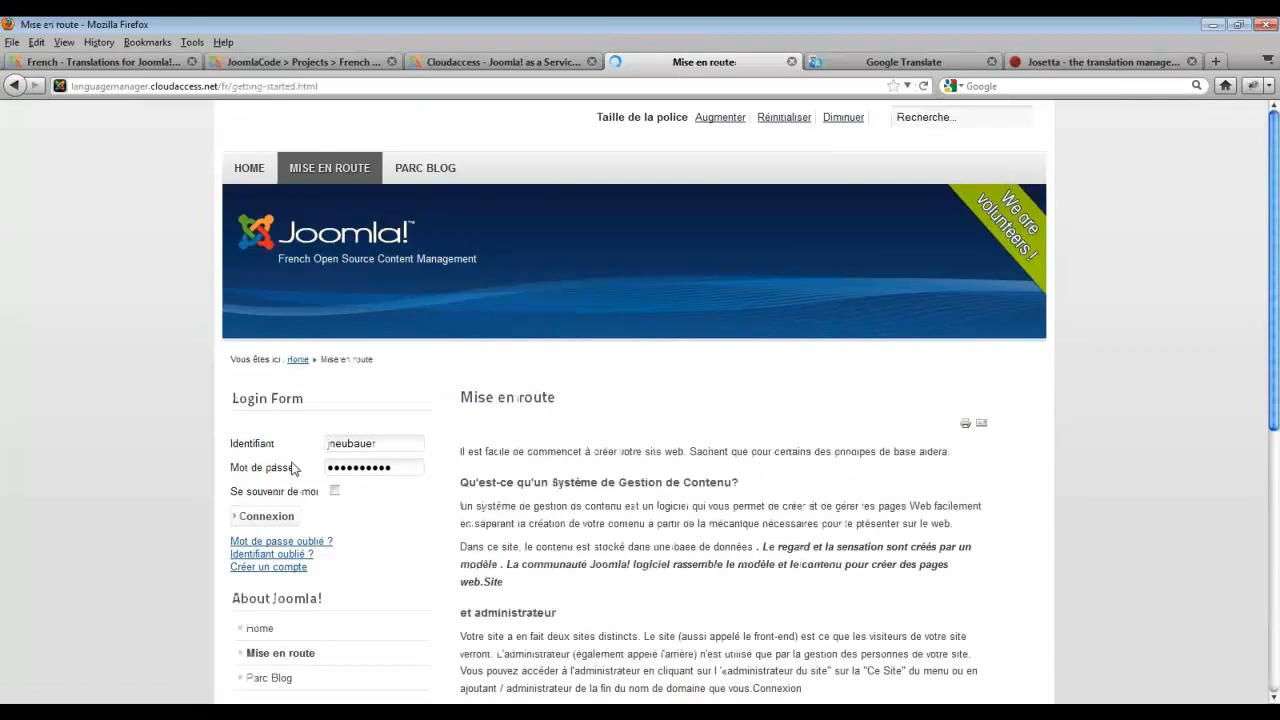 Mise en route - Mozilla Firefox
File Edit View History Bookmarks Tools Help
French - Translations for Joomla!... JoomlaCode > Projects > French ... Cloudaccess - Joomla! as a Servic... Mise en route Google Translate Josetta - the translation manage...
languagemanager.cloudaccess.net/fr/getting-started.html Google
Taille de la police Augmenter Réinitialiser Diminuer Recherche...
HOME MISE EN ROUTE PARC BLOG
Joomla!™
French Open Source Content Management
We are volunteers!
Vous êtes ici : Home Mise en route
Login Form
Identifiant jneubauer
Mot de passe
Se souvenir de moi
Connexion
Mot de passe oublié ?
Identifiant oublié ?
Créer un compte
About Joomla!
Home
Mise en route
Parc Blog
Mise en route
Il est facile de commencer à créer votre site web. Sachant que pour certains des principes de base aidera.
Qu'est-ce qu'un Système de Gestion de Contenu?
Un système de gestion de contenu est un logiciel qui vous permet de créer et de gérer les pages Web facilement
en séparant la création de votre contenu à partir de la mécanique nécessaires pour le présenter sur le web.
Dans ce site, le contenu est stocké dans une base de données . Le regard et la sensation sont créés par un
modèle . La communauté Joomla! logiciel rassemble le modèle et le contenu pour créer des pages
web.Site
et administrateur
Votre site a en fait deux sites distincts. Le site (aussi appelé le front-end) est ce que les visiteurs de votre site
verront. L'administrateur (également appelé l'arrière) n'est utilisé que par la gestion des personnes de votre site.
Vous pouvez accéder à l'administrateur en cliquant sur l '«administrateur du site" sur la "Ce Site" du menu ou en
ajoutant / administrateur de la fin du nom de domaine que vous.Connexion